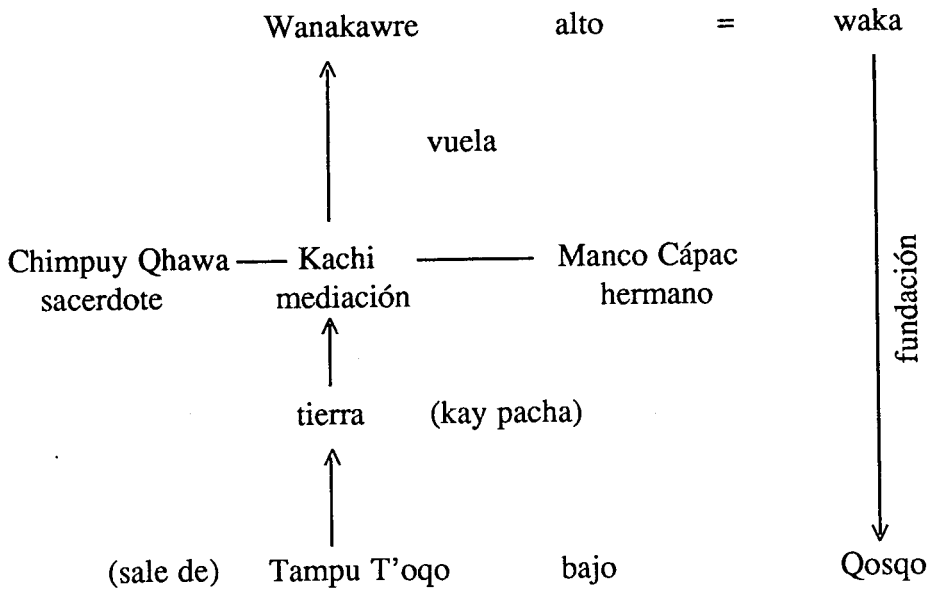 Wanakawre alto = waka
vuela
Chimpuy Qhawa Kachi Manco Cápac
sacerdote mediación hermano
fundación
tierra (kay pacha)
(sale de) Tampu T'oqo bajo Qosqo